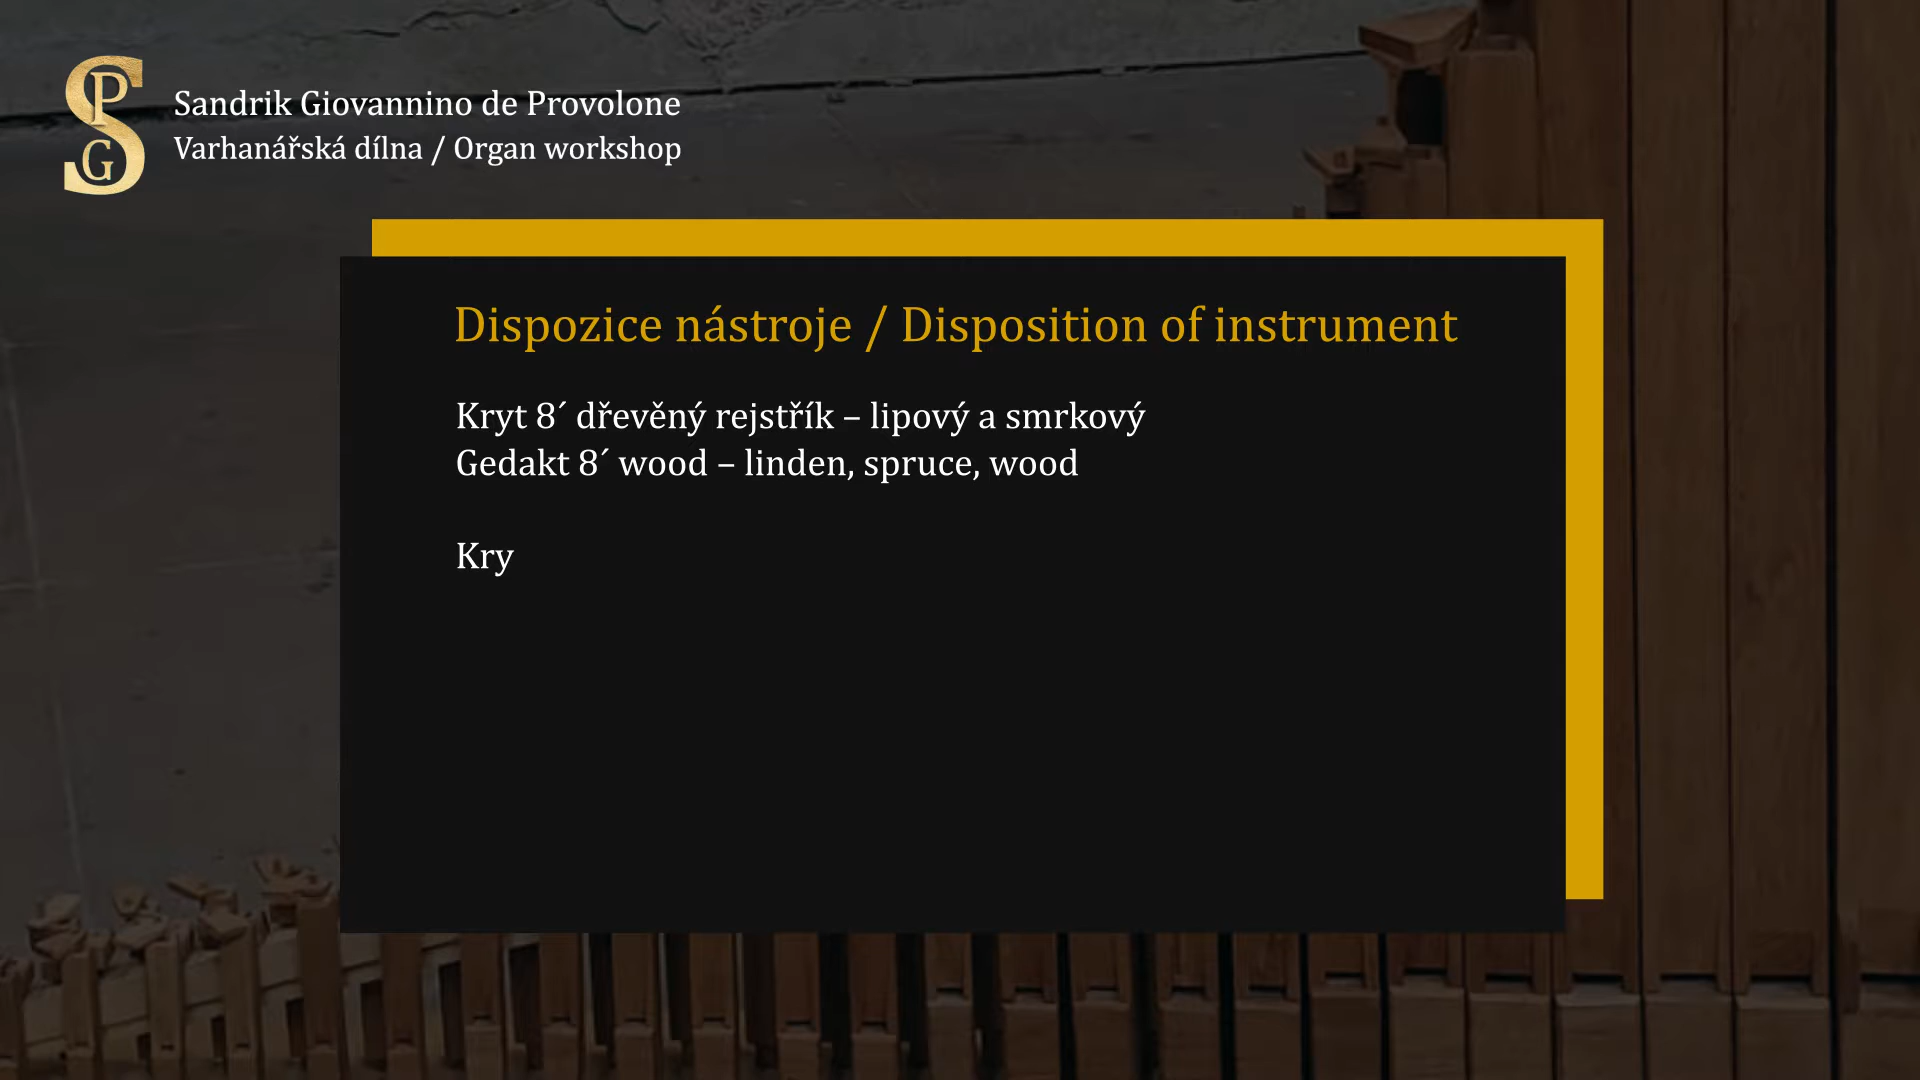 SPG
Sandrik Giovannino de Provolone
Varhanářská dílna / Organ workshop
Dispozice nástroje / Disposition of instrument
Kryt 8´ dřevěný rejstřík – lipový a smrkový
Gedakt 8´ wood – linden, spruce, wood
Kry